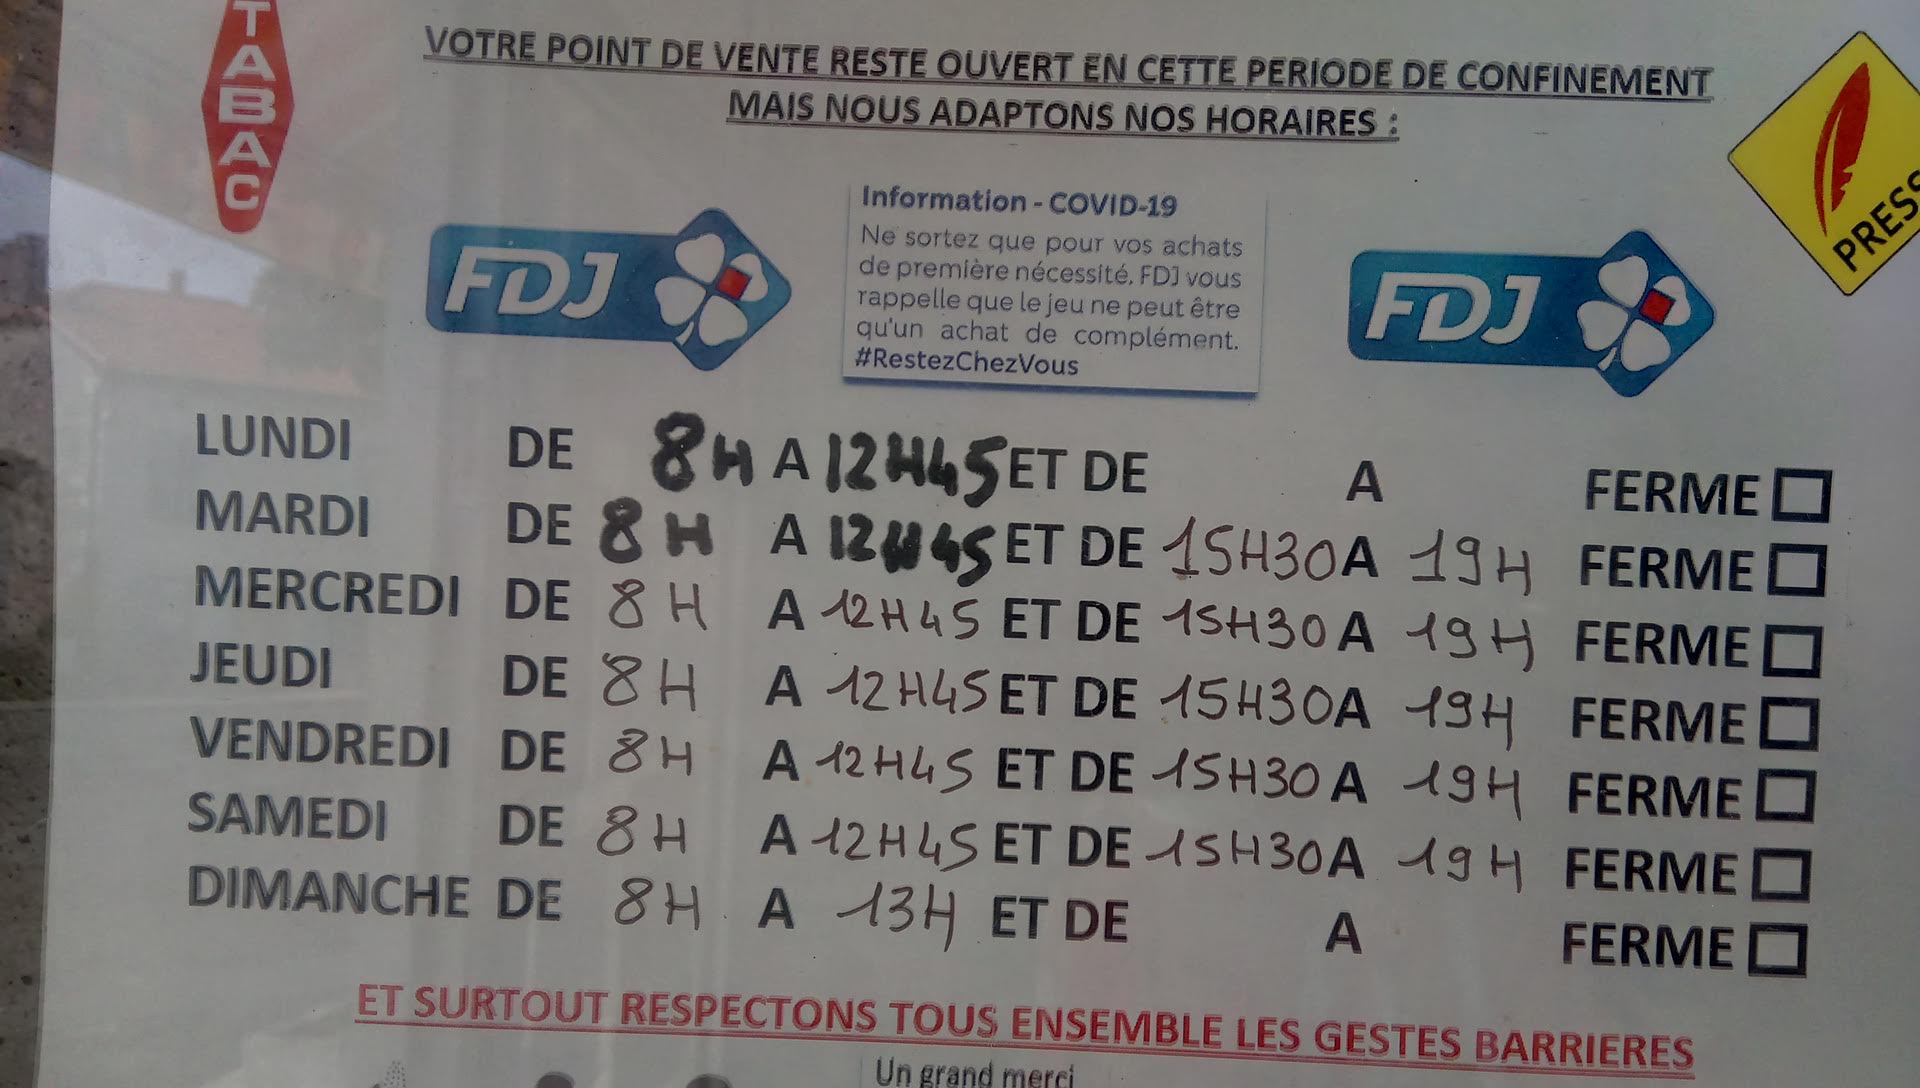 TABAC
VOTRE POINT DE VENTE RESTE OUVERT EN CETTE PERIODE DE CONFINEMENT
MAIS NOUS ADAPTONS NOS HORAIRES :
PRESS
FDJ
Information - COVID-19
Ne sortez que pour vos achats
de première nécessité. FDJ vous
rappelle que le jeu ne peut être
qu'un achat de complément.
#RestezChezVous
FDJ
LUNDI DE 8H A 12H45 ET DE A FERME
MARDI DE 8H A 12H45 ET DE 15H30 A 19H FERME
MERCREDI DE 8H A 12H45 ET DE 15H30 A 19H FERME
JEUDI DE 8H A 12H45 ET DE 15H30 A 19H FERME
VENDREDI DE 8H A 12H45 ET DE 15H30 A 19H FERME
SAMEDI DE 8H A 12H45 ET DE 15H30 A 19H FERME
DIMANCHE DE 8H A 13H ET DE A FERME
ET SURTOUT RESPECTONS TOUS ENSEMBLE LES GESTES BARRIERES
Un grand merci